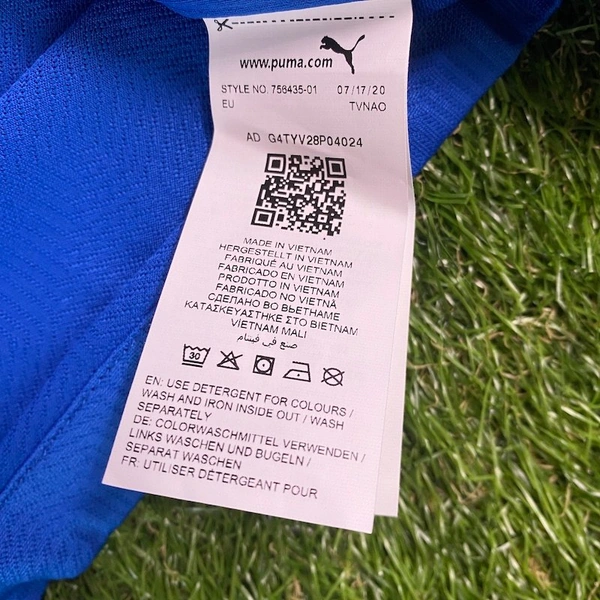 www.puma.com
STYLE NO. 756435-01 07/17/20
EU TVNAO
AD G4TYV28P04024
MADE IN VIETNAM
HERGESTELLT IN VIETNAM
FABRIQUÉ AU VIETNAM
FABRICADO EN VIETNAM
PRODOTTO IN VIETNAM
FABRICADO NO VIETNÃ
СДЕЛАНО ВО ВЬЕТНАМЕ
ΚΑΤΑΣΚΕΥΑΣΤΗΚΕ ΣΤΟ ΒΙΕΤΝΑΜ
VIETNAM MALI
صنع في فيتنام
30
EN: USE DETERGENT FOR COLOURS /
WASH AND IRON INSIDE OUT / WASH
SEPARATELY
DE: COLORWASCHMITTEL VERWENDEN /
LINKS WASCHEN UND BUGELN /
SEPARAT WASCHEN
FR: UTILISER DÉTERGEANT POUR